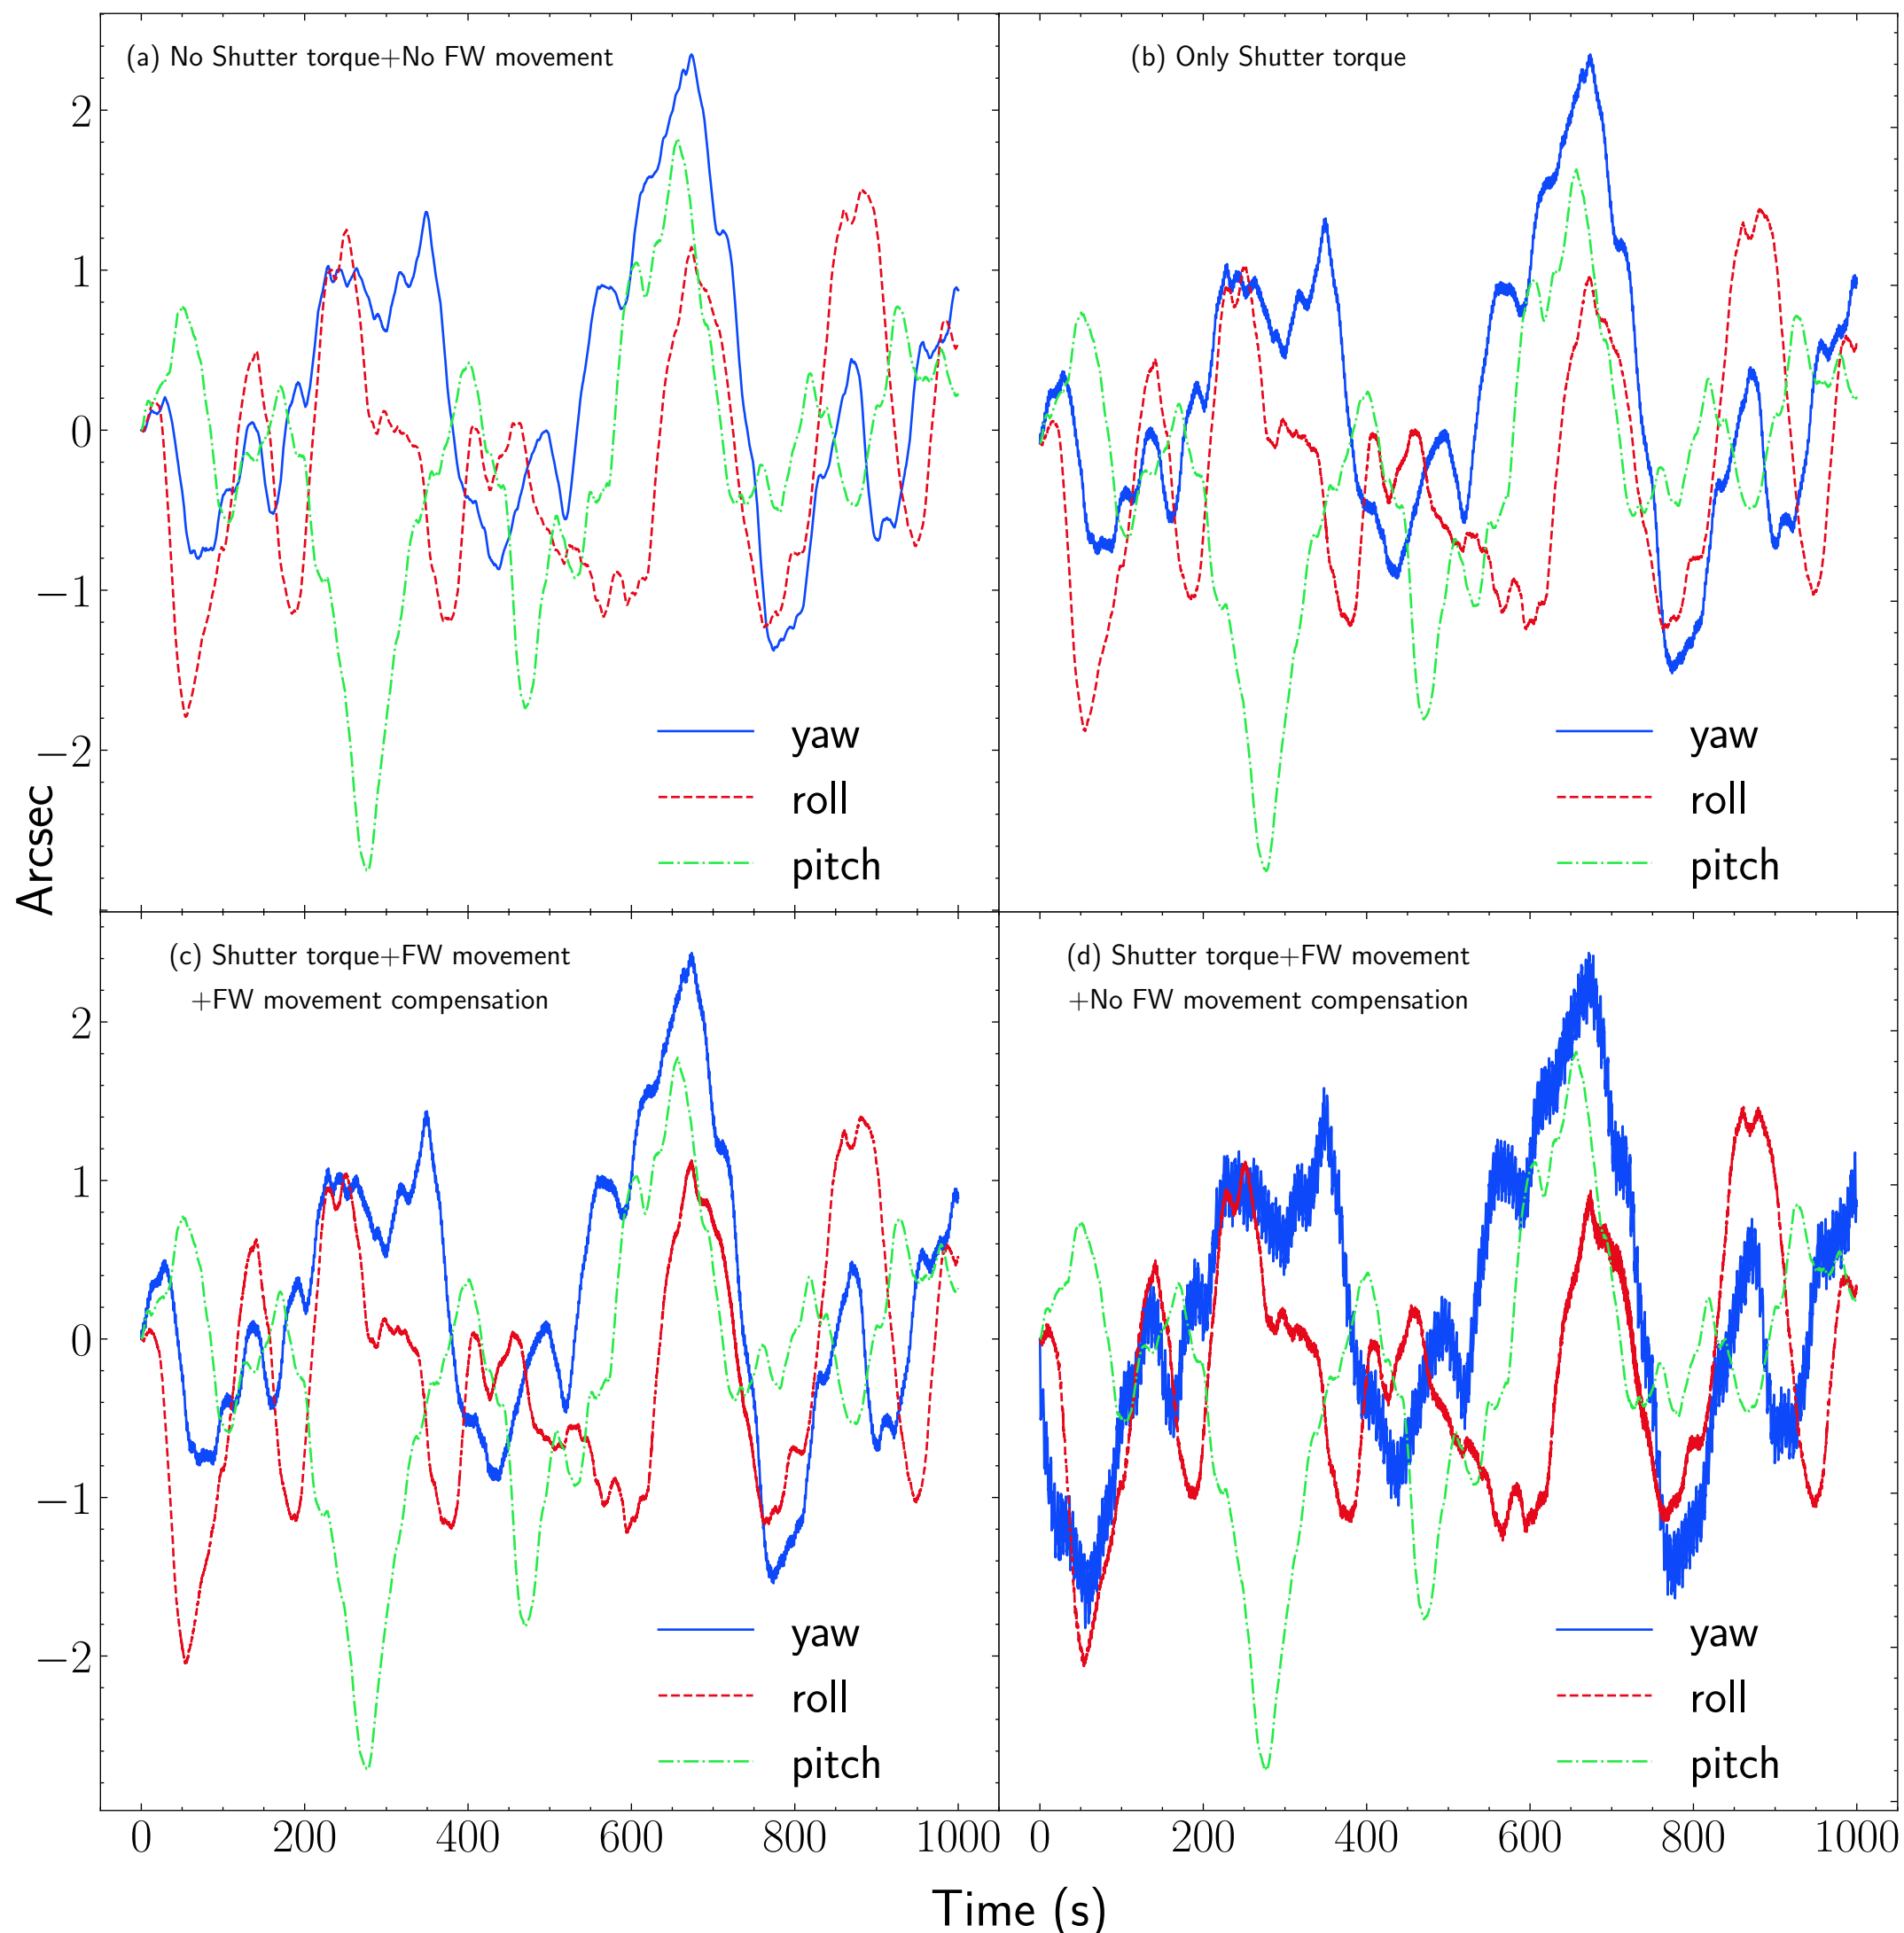 (a) No Shutter torque+No FW movement
(b) Only Shutter torque
2
1
0
−1
−2
yaw
roll
pitch
yaw
roll
pitch
Arcsec
(c) Shutter torque+FW movement
+FW movement compensation
(d) Shutter torque+FW movement
+No FW movement compensation
2
1
0
−1
−2
yaw
roll
pitch
yaw
roll
pitch
0 200 400 600 800 1000
0 200 400 600 800 1000
Time (s)